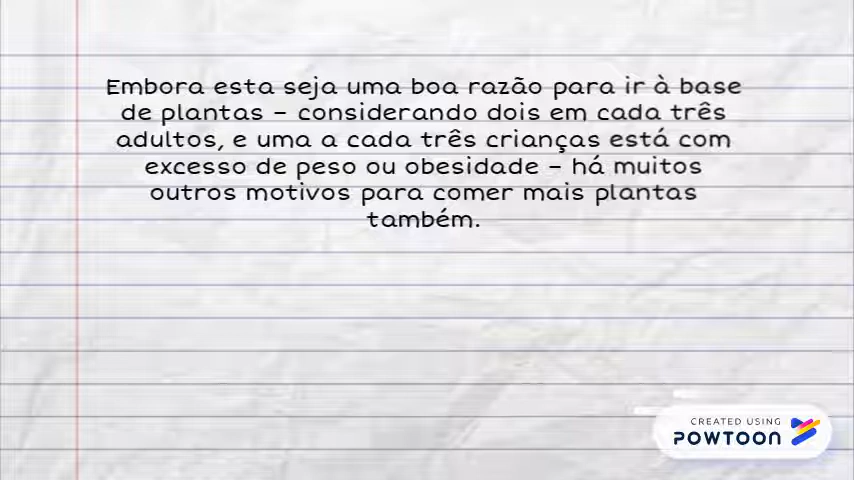 Embora esta seja uma boa razão para ir à base
de plantas – considerando dois em cada três
adultos, e uma a cada três crianças está com
excesso de peso ou obesidade – há muitos
outros motivos para comer mais plantas
também.
CREATED USING
POWTOON